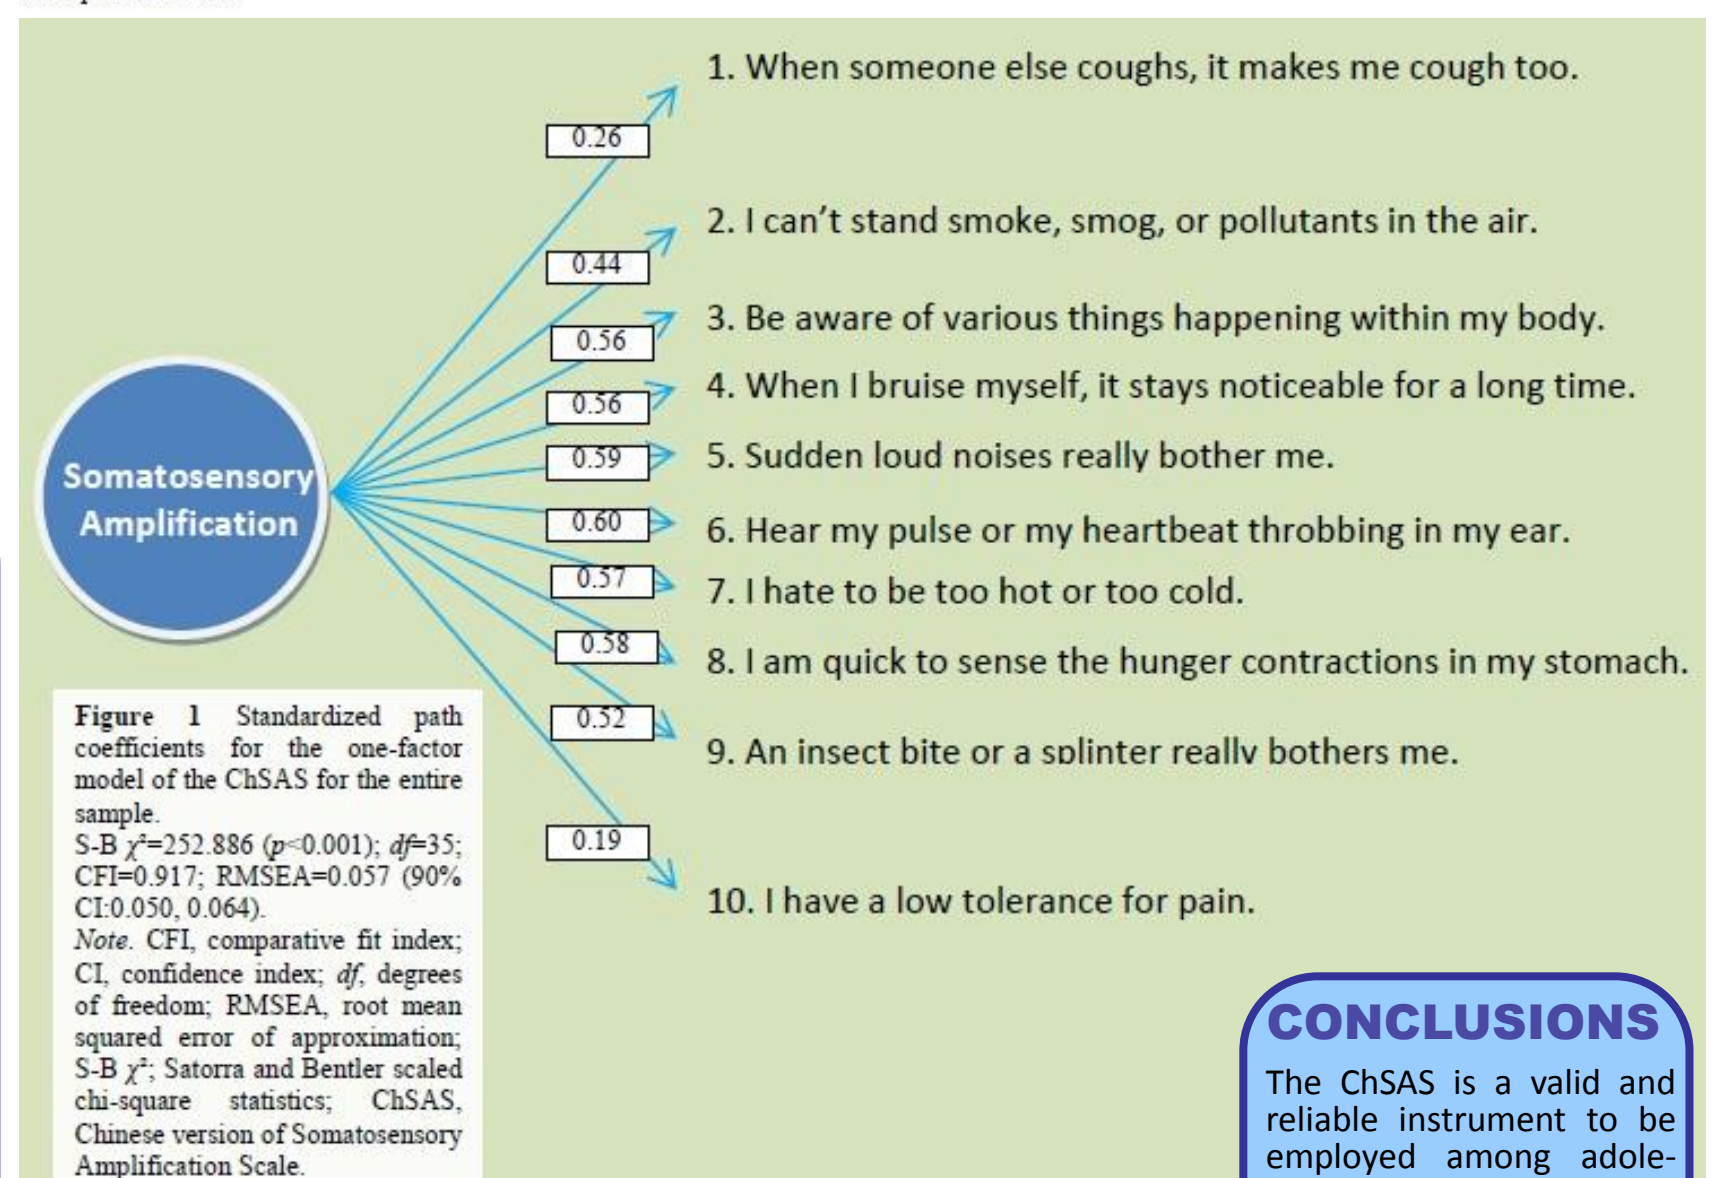 1. When someone else coughs, it makes me cough too.
0.26
2. I can't stand smoke, smog, or pollutants in the air.
0.44
3. Be aware of various things happening within my body.
0.56
4. When I bruise myself, it stays noticeable for a long time.
0.56
5. Sudden loud noises really bother me.
0.59
Somatosensory
Amplification
6. Hear my pulse or my heartbeat throbbing in my ear.
0.60
7. I hate to be too hot or too cold.
0.57
8. I am quick to sense the hunger contractions in my stomach.
0.58
9. An insect bite or a splinter really bothers me.
0.52
10. I have a low tolerance for pain.
0.19
Figure 1 Standardized path
coefficients for the one-factor
model of the ChSAS for the entire
sample.
S-B χ²=252.886 (p<0.001); df=35;
CFI=0.917; RMSEA=0.057 (90%
CI:0.050, 0.064).
Note. CFI, comparative fit index;
CI, confidence index; df, degrees
of freedom; RMSEA, root mean
squared error of approximation;
S-B χ²; Satorra and Bentler scaled
chi-square statistics; ChSAS,
Chinese version of Somatosensory
Amplification Scale.
CONCLUSIONS
The ChSAS is a valid and
reliable instrument to be
employed among adole-